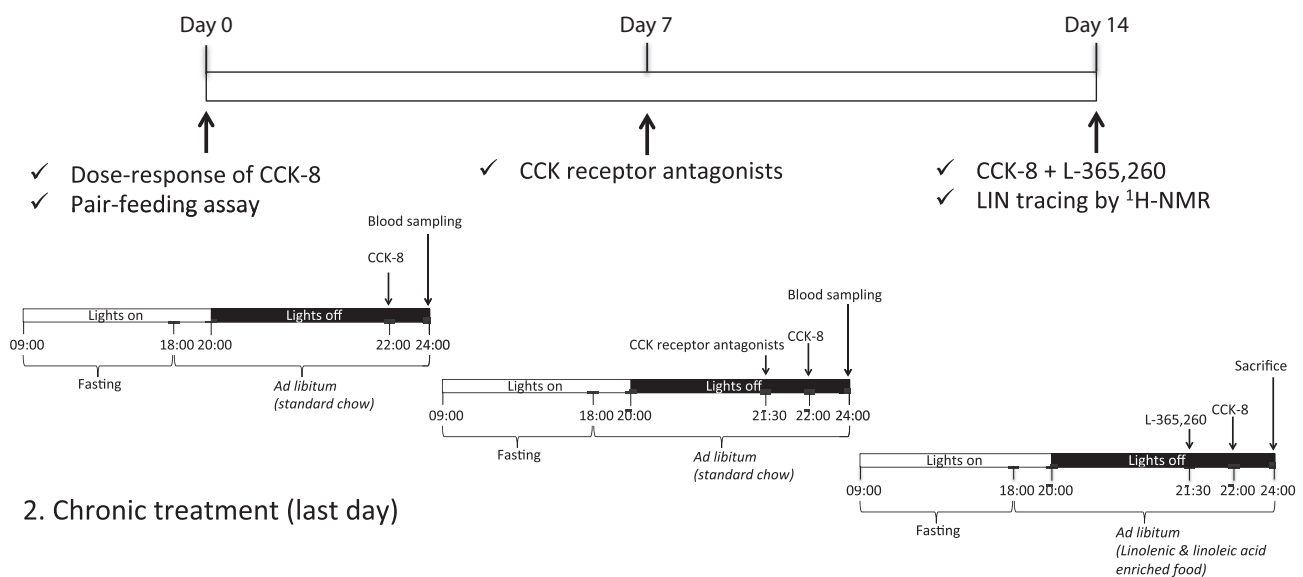 Day 0
Day 7
Day 14
✓ Dose-response of CCK-8
✓ Pair-feeding assay
✓ CCK receptor antagonists
✓ CCK-8 + L-365,260
✓ LIN tracing by ¹H-NMR
Blood sampling
CCK-8
Lights on
Lights off
09:00
18:00
20:00
22:00
24:00
Fasting
Ad libitum
(standard chow)
Blood sampling
CCK receptor antagonists
CCK-8
Lights on
Lights off
09:00
18:00
20:00
21:30
22:00
24:00
Fasting
Ad libitum
(standard chow)
Sacrifice
L-365,260
CCK-8
Lights on
Lights off
09:00
18:00
20:00
21:30
22:00
24:00
Fasting
Ad libitum
(Linolenic & linoleic acid
enriched food)
2. Chronic treatment (last day)